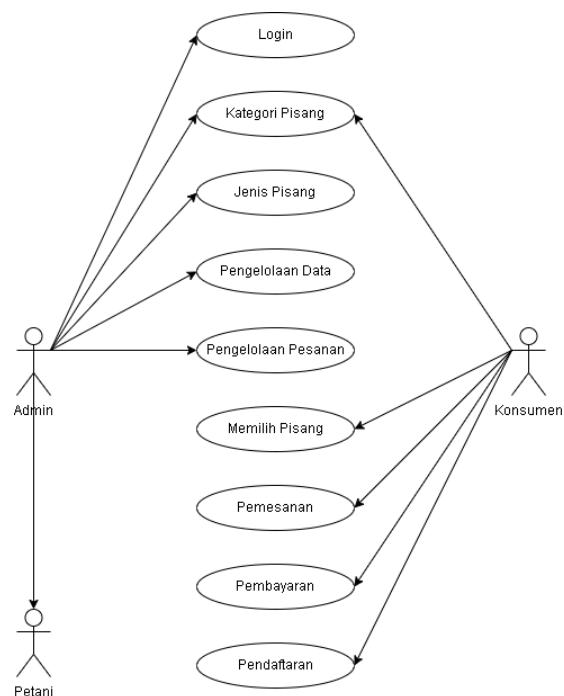 Login
Kategori Pisang
Jenis Pisang
Pengelolaan Data
Pengelolaan Pesanan
Admin
Konsumen
Memilih Pisang
Pemesanan
Pembayaran
Pendaftaran
Petani